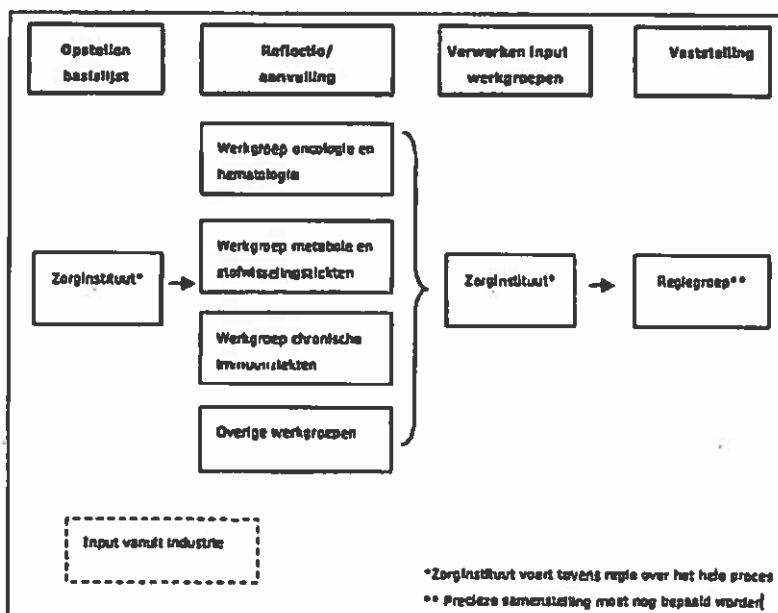 Opstellen
basislijst
Reflectie/
aanvulling
Verwerken input
werkgroepen
Vaststelling
Werkgroep oncologie en
hematologie
Werkgroep metabole en
stofwisselingsziekten
Werkgroep chronische
immuunziekten
Overige werkgroepen
Zorginstituut*
Zorginstituut*
Regiegroep**
Input vanuit industrie
*Zorginstituut voert tevens regie over het hele proces
** Precieze samenstelling moet nog bepaald worden